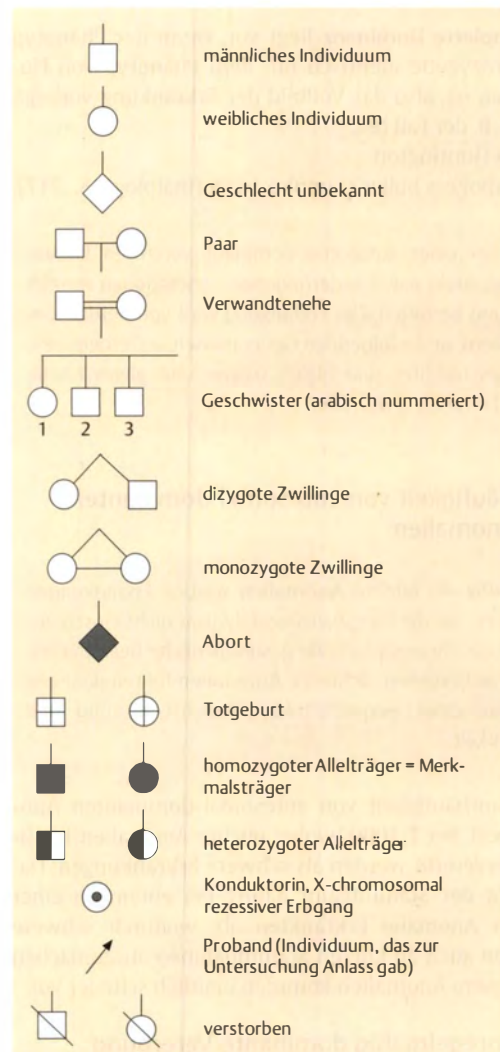 männliches Individuum
weibliches Individuum
Geschlecht unbekannt
Paar
Verwandtenehe
Geschwister (arabisch nummeriert)
1 2 3
dizygote Zwillinge
monozygote Zwillinge
Abort
Totgeburt
homozygoter Allelträger = Merk-
malsträger
heterozygoter Allelträger
Konduktorin, X-chromosomal
rezessiver Erbgang
Proband (Individuum, das zur
Untersuchung Anlass gab)
verstorben